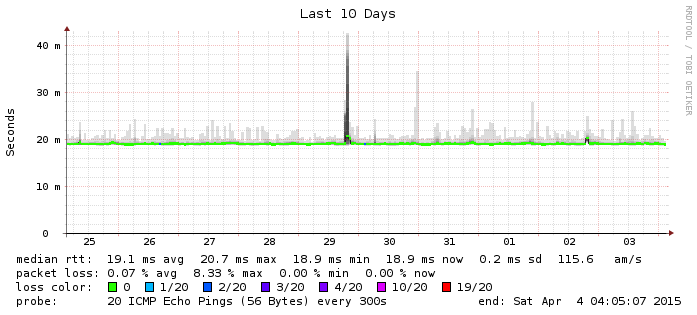 Last 10 Days
RRDTOOL / TOBI OETIKER
Seconds
40 m
30 m
20 m
10 m
0
25 26 27 28 29 30 31 01 02 03
median rtt: 19.1 ms avg 20.7 ms max 18.9 ms min 18.9 ms now 0.2 ms sd 115.6 am/s
packet loss: 0.07 % avg 8.33 % max 0.00 % min 0.00 % now
loss color: 0 1/20 2/20 3/20 4/20 10/20 19/20
probe: 20 ICMP Echo Pings (56 Bytes) every 300s end: Sat Apr 4 04:05:07 2015